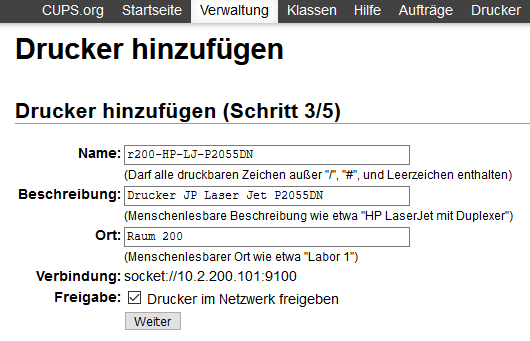 CUPS.org Startseite Verwaltung Klassen Hilfe Aufträge Drucker
Drucker hinzufügen
Drucker hinzufügen (Schritt 3/5)
Name: r200-HP-LJ-P2055DN
(Darf alle druckbaren Zeichen außer "/", "#", und Leerzeichen enthalten)
Beschreibung: Drucker JP Laser Jet P2055DN
(Menschenlesbare Beschreibung wie etwa "HP LaserJet mit Duplexer")
Ort: Raum 200
(Menschenlesbarer Ort wie etwa "Labor 1")
Verbindung: socket://10.2.200.101:9100
Freigabe: Drucker im Netzwerk freigeben
Weiter